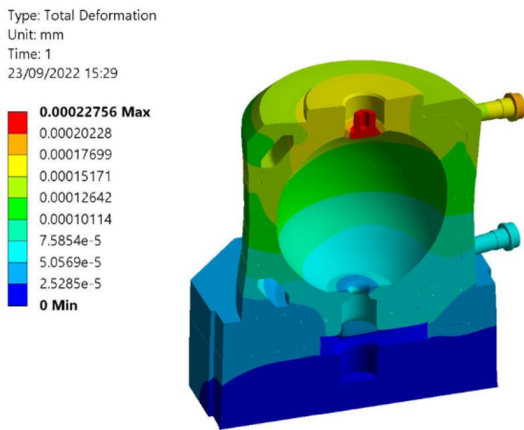 Type: Total Deformation
Unit: mm
Time: 1
23/09/2022 15:29
0.00022756 Max
0.00020228
0.00017699
0.00015171
0.00012642
0.00010114
7.5854e-5
5.0569e-5
2.5285e-5
0 Min